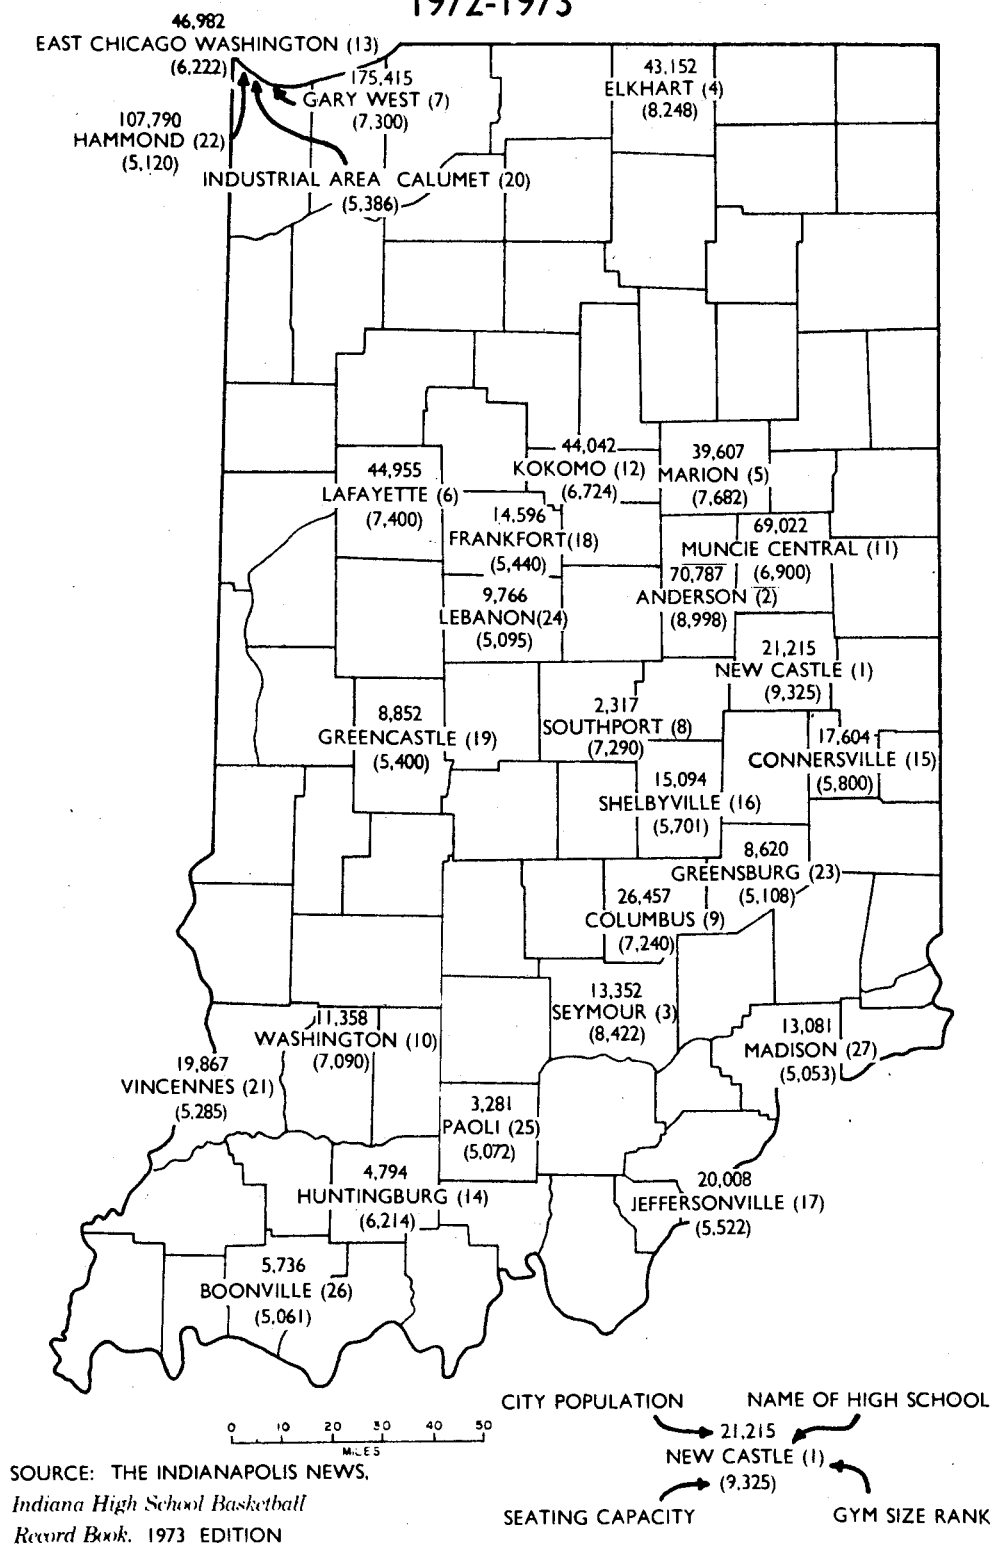 1972-1973
46,982
EAST CHICAGO WASHINGTON (13)
(6,222)
175,415
GARY WEST (7)
(7,300)
43,152
ELKHART (4)
(8,248)
107,790
HAMMOND (22)
(5,120)
INDUSTRIAL AREA CALUMET (20)
(5,386)
44,042
KOKOMO (12)
(6,724)
39,607
MARION (5)
(7,682)
44,955
LAFAYETTE (6)
(7,400)
14,596
FRANKFORT(18)
(5,440)
69,022
MUNCIE CENTRAL (11)
(6,900)
70,787
ANDERSON (2)
(8,998)
9,766
LEBANON(24)
(5,095)
21,215
NEW CASTLE (1)
(9,325)
8,852
GREENCASTLE (19)
(5,400)
2,317
SOUTHPORT (8)
(7,290)
17,604
CONNERSVILLE (15)
(5,800)
15,094
SHELBYVILLE (16)
(5,701)
8,620
GREENSBURG (23)
(5,108)
26,457
COLUMBUS (9)
(7,240)
13,352
SEYMOUR (3)
(8,422)
11,358
WASHINGTON (10)
(7,090)
13,081
MADISON (27)
(5,053)
19,867
VINCENNES (21)
(5,285)
3,281
PAOLI (25)
(5,072)
4,794
HUNTINGBURG (14)
(6,214)
20,008
JEFFERSONVILLE (17)
(5,522)
5,736
BOONVILLE (26)
(5,061)
CITY POPULATION
NAME OF HIGH SCHOOL
21,215
NEW CASTLE (1)
(9,325)
SEATING CAPACITY
GYM SIZE RANK
0 10 20 30 40 50
MILES
SOURCE: THE INDIANAPOLIS NEWS,
Indiana High School Basketball
Record Book. 1973 EDITION